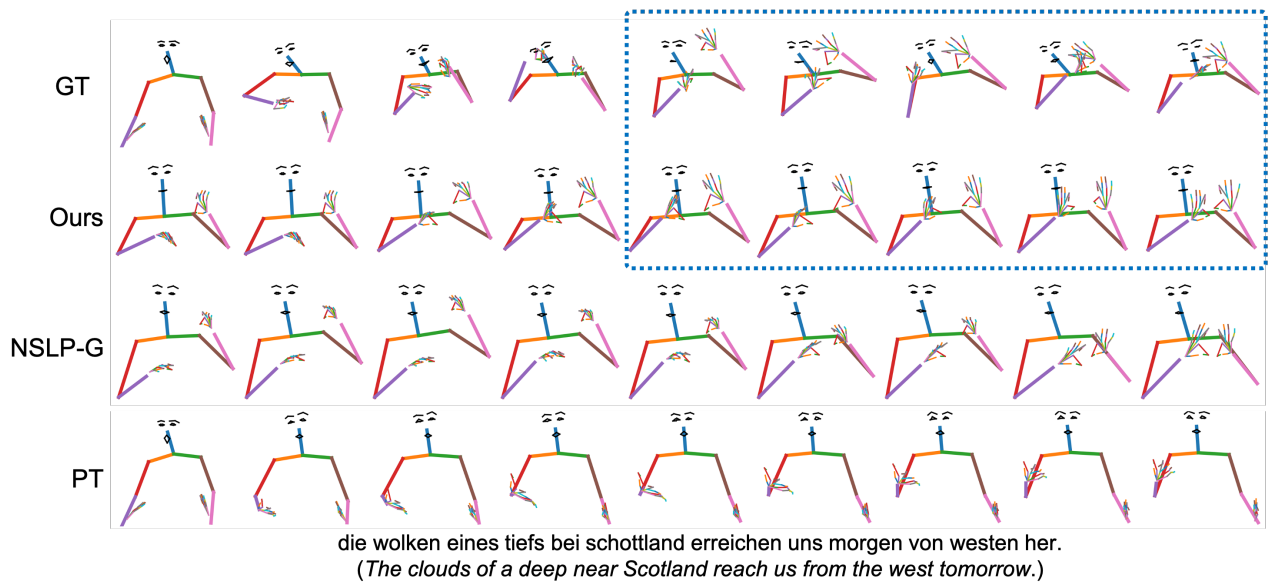 GT
Ours
NSLP-G
PT
die wolken eines tiefs bei schottland erreichen uns morgen von westen her.
(The clouds of a deep near Scotland reach us from the west tomorrow.)